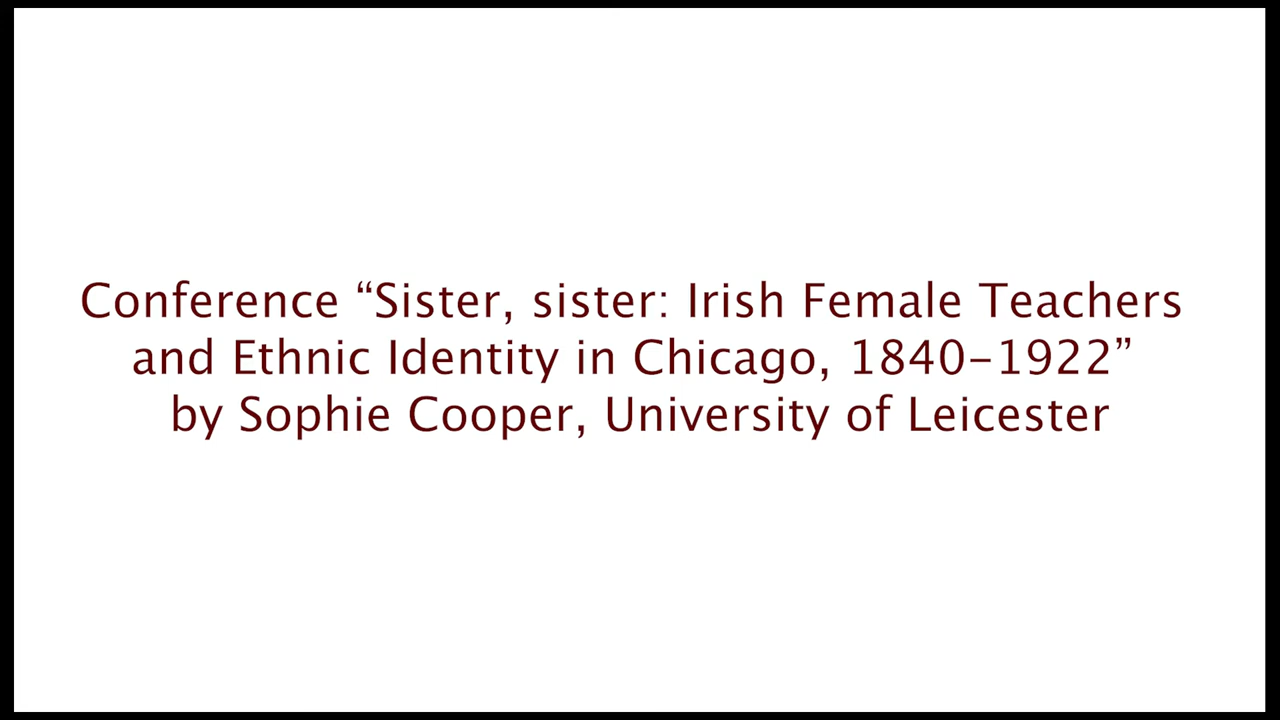 Conference “Sister, sister: Irish Female Teachers
and Ethnic Identity in Chicago, 1840–1922”
by Sophie Cooper, University of Leicester